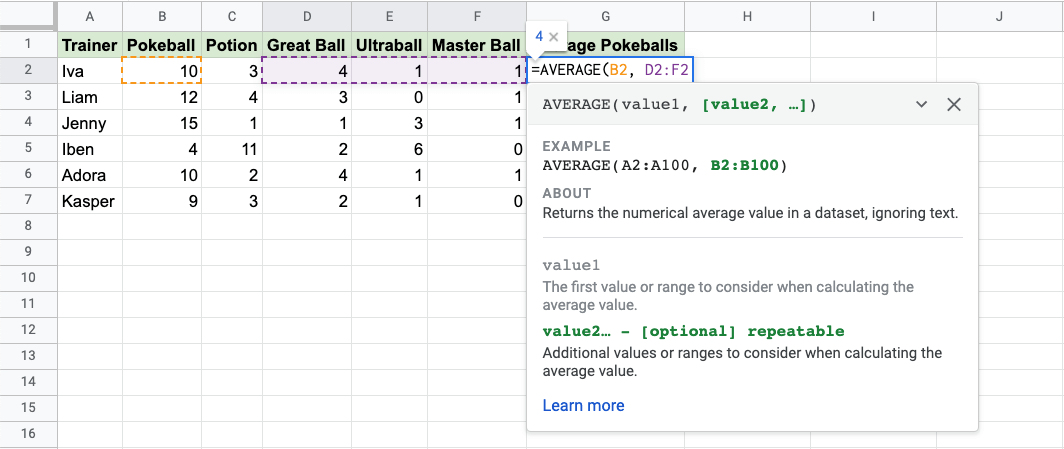 A B C D E F G H I J
4 ×
1 Trainer Pokeball Potion Great Ball Ultraball Master Ball age Pokeballs
2 Iva 10 3 4 1 1 =AVERAGE(B2, D2:F2
3 Liam 12 4 3 0 1
4 Jenny 15 1 1 3 1
5 Iben 4 11 2 6 0
6 Adora 10 2 4 1 1
7 Kasper 9 3 2 1 0
8
9
10
11
12
13
14
15
16
AVERAGE(value1, [value2, …])
EXAMPLE
AVERAGE(A2:A100, B2:B100)
ABOUT
Returns the numerical average value in a dataset, ignoring text.
value1
The first value or range to consider when calculating the
average value.
value2… - [optional] repeatable
Additional values or ranges to consider when calculating the
average value.
Learn more